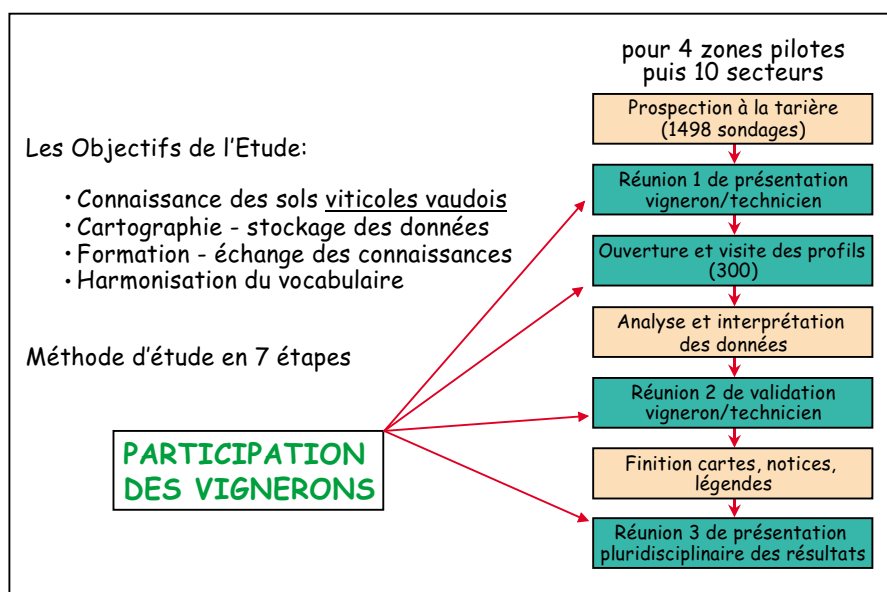 pour 4 zones pilotes
puis 10 secteurs
Prospection à la tarière
(1498 sondages)
Les Objectifs de l'Etude:
• Connaissance des sols viticoles vaudois
• Cartographie - stockage des données
• Formation - échange des connaissances
• Harmonisation du vocabulaire
Réunion 1 de présentation
vigneron/technicien
Ouverture et visite des profils
(300)
Analyse et interprétation
des données
Méthode d'étude en 7 étapes
Réunion 2 de validation
vigneron/technicien
PARTICIPATION
DES VIGNERONS
Finition cartes, notices,
légendes
Réunion 3 de présentation
pluridisciplinaire des résultats